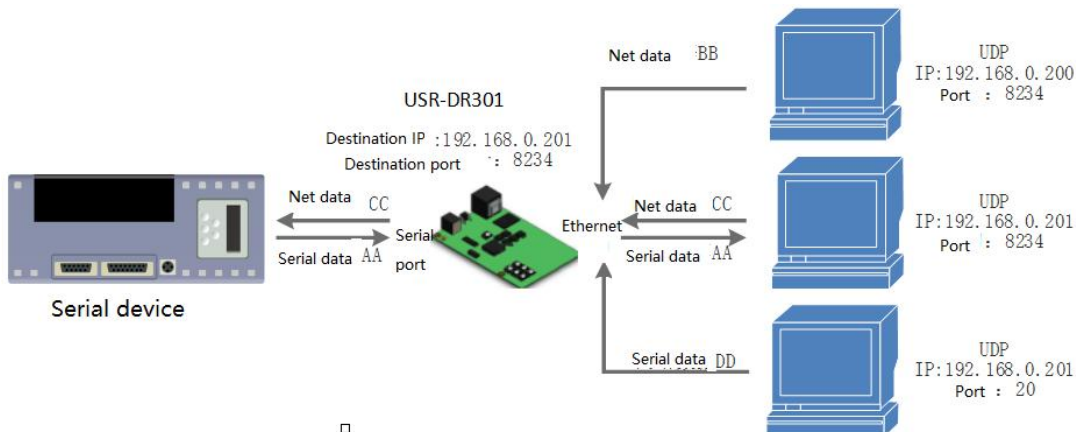 Net data BB
UDP
IP:192.168.0.200
Port : 8234
USR-DR301
Destination IP :192.168.0.201
Destination port : 8234
Net data CC
Serial data AA
Serial
port
Serial device
Ethernet
Net data CC
Serial data AA
UDP
IP:192.168.0.201
Port : 8234
Serial data DD
UDP
IP:192.168.0.201
Port : 20